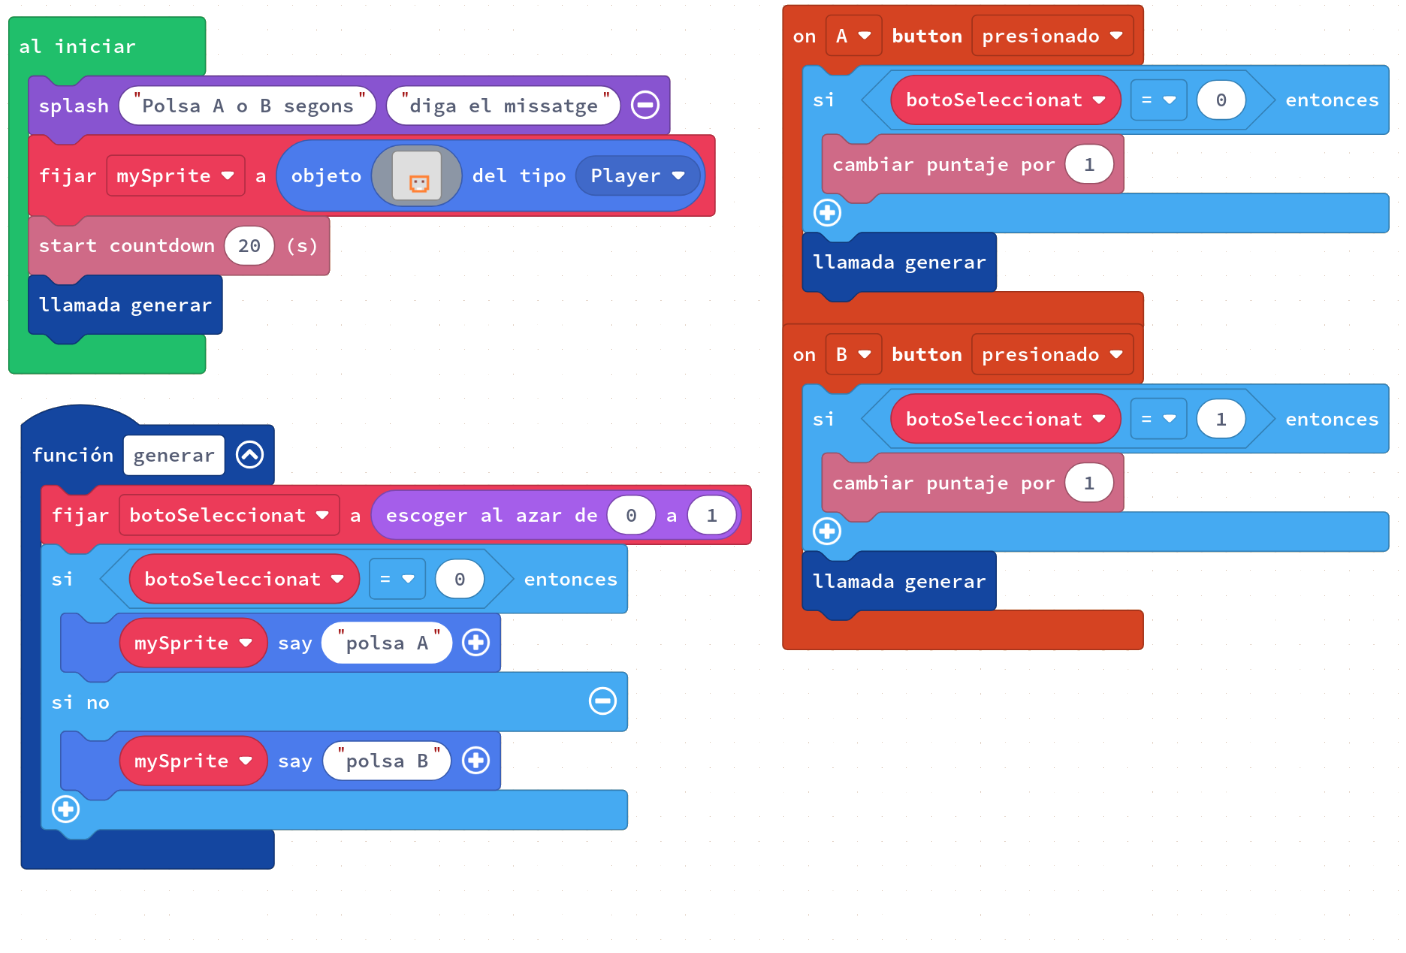 al iniciar
splash "Polsa A o B segons" "diga el missatge"
fijar mySprite a objeto del tipo Player
start countdown 20 (s)
llamada generar
función generar
fijar botoSeleccionat a escoger al azar de 0 a 1
si botoSeleccionat = 0 entonces
mySprite say "polsa A"
si no
mySprite say "polsa B"
on A button presionado
si botoSeleccionat = 0 entonces
cambiar puntaje por 1
llamada generar
on B button presionado
si botoSeleccionat = 1 entonces
cambiar puntaje por 1
llamada generar